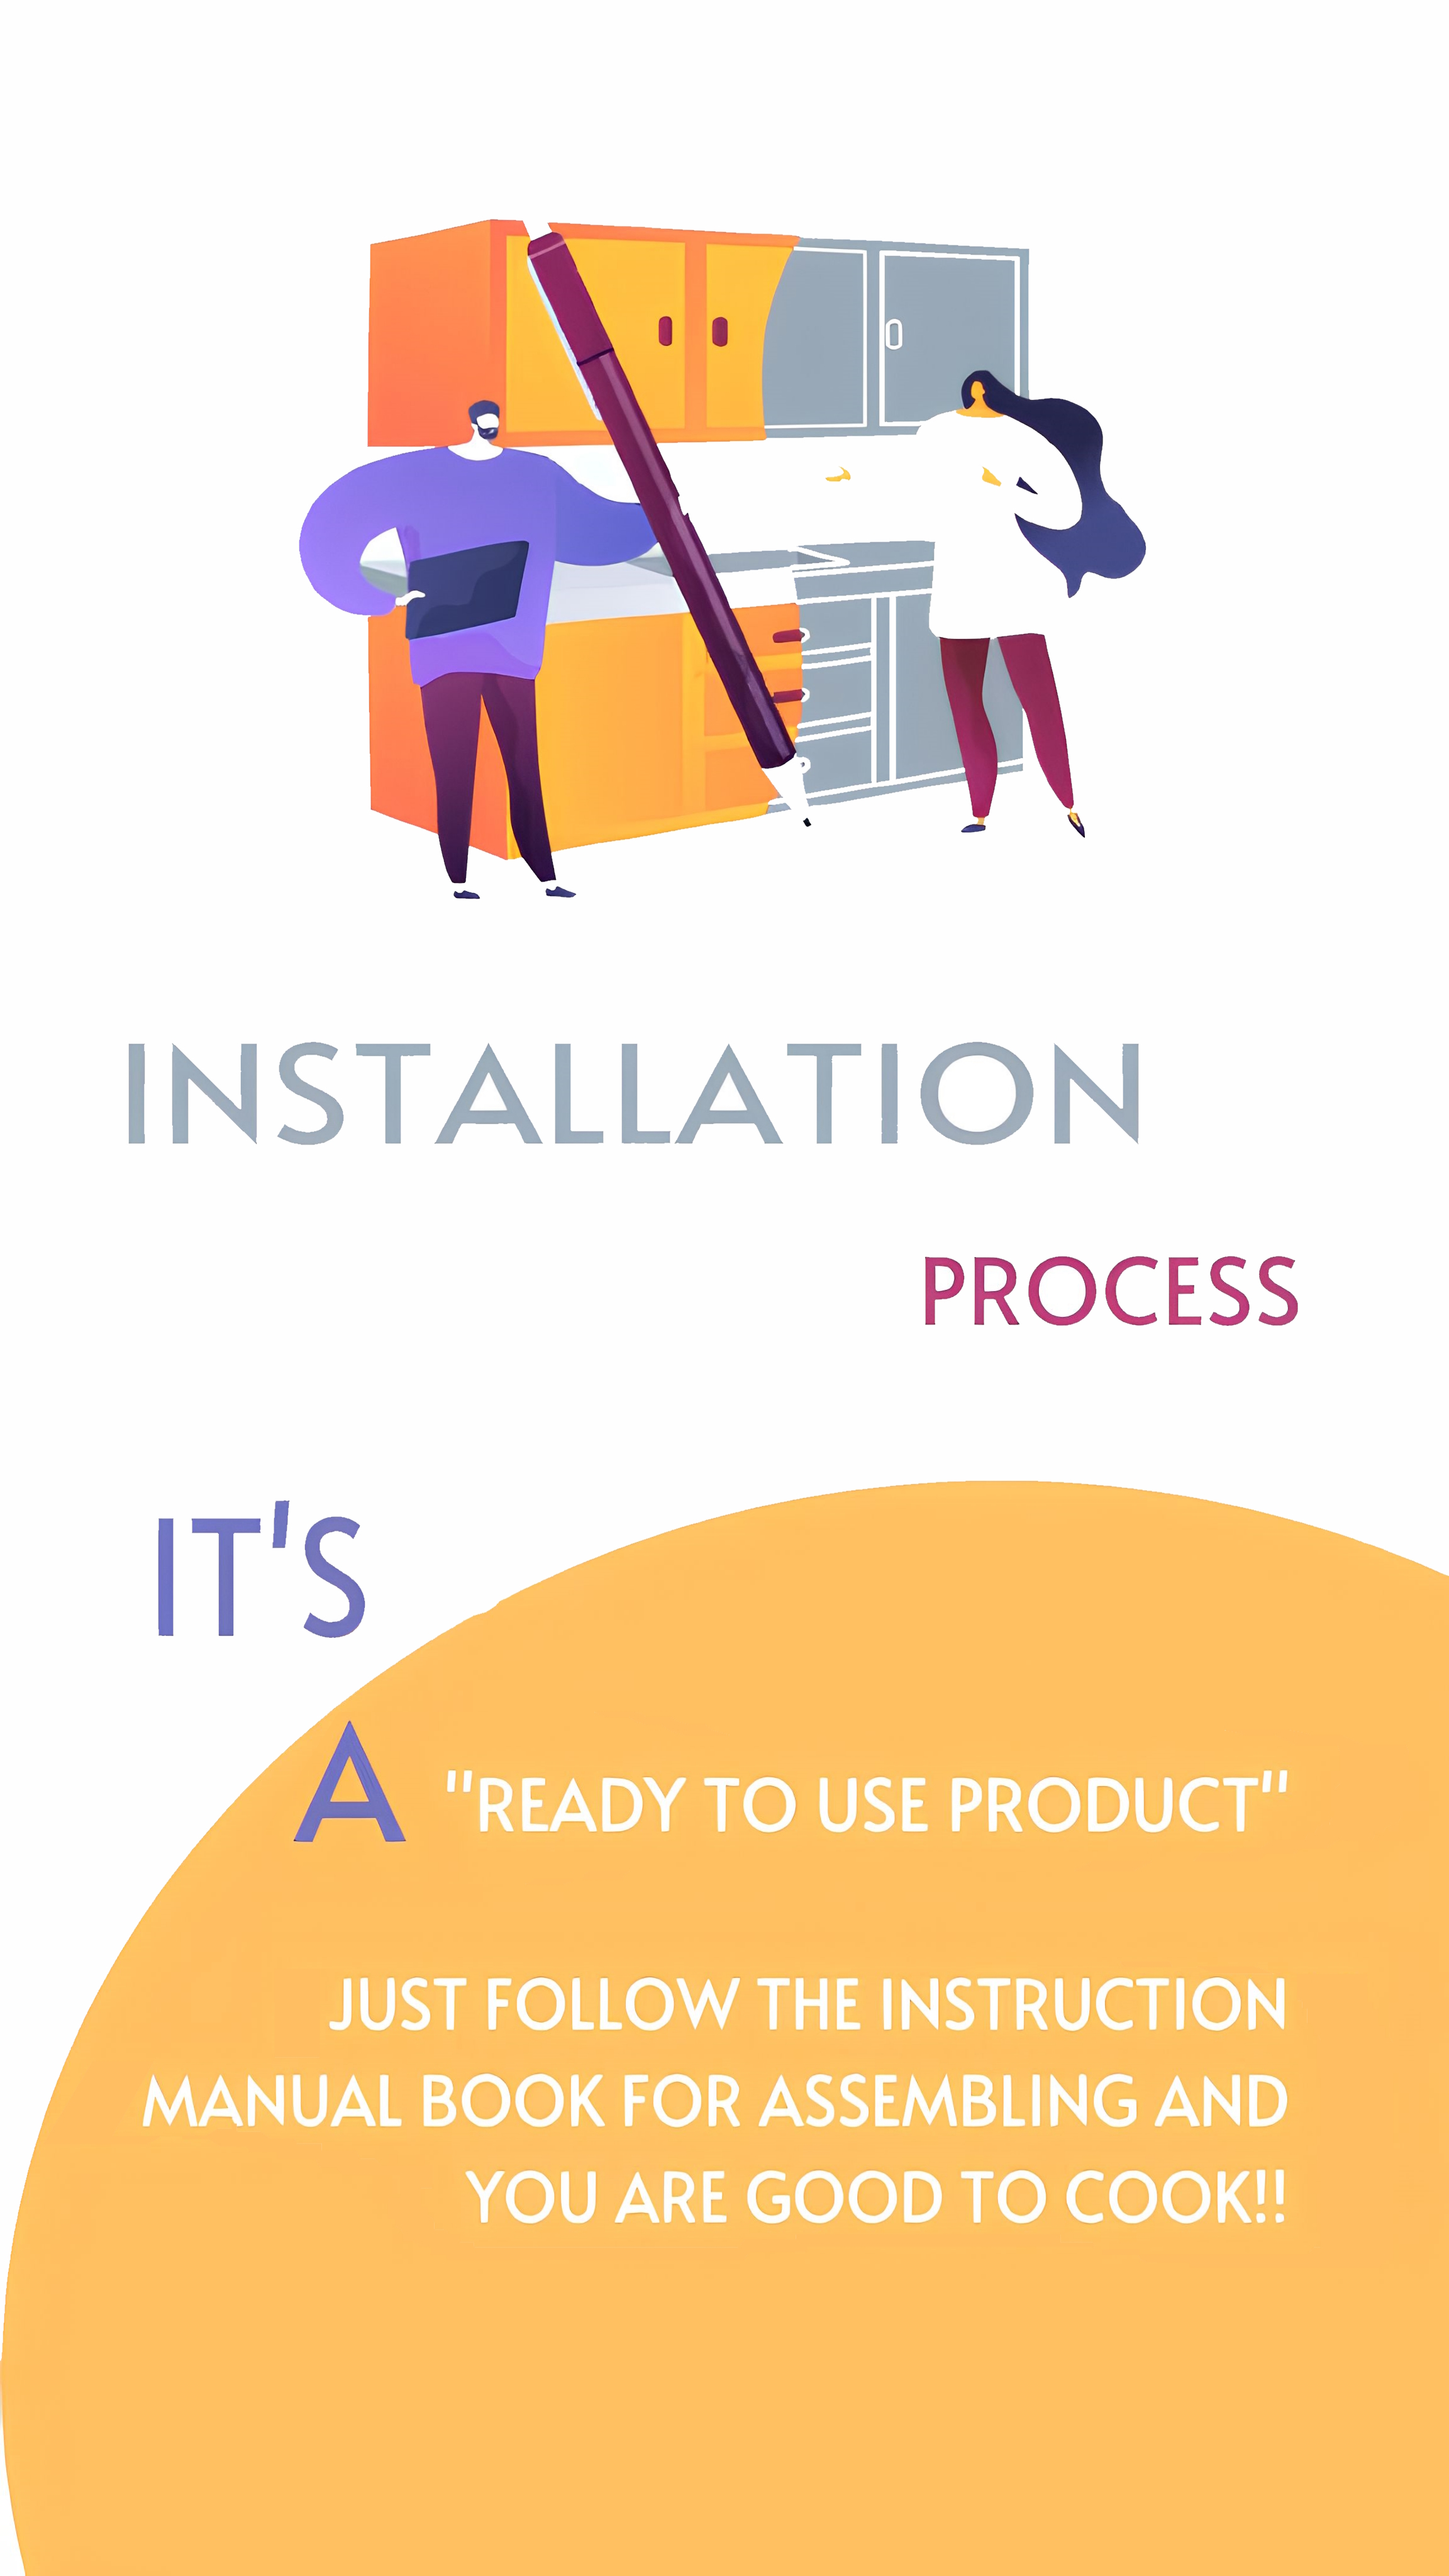 INSTALLATION
PROCESS
IT'S
A "READY TO USE PRODUCT"
JUST FOLLOW THE INSTRUCTION
MANUAL BOOK FOR ASSEMBLING AND
YOU ARE GOOD TO COOK!!